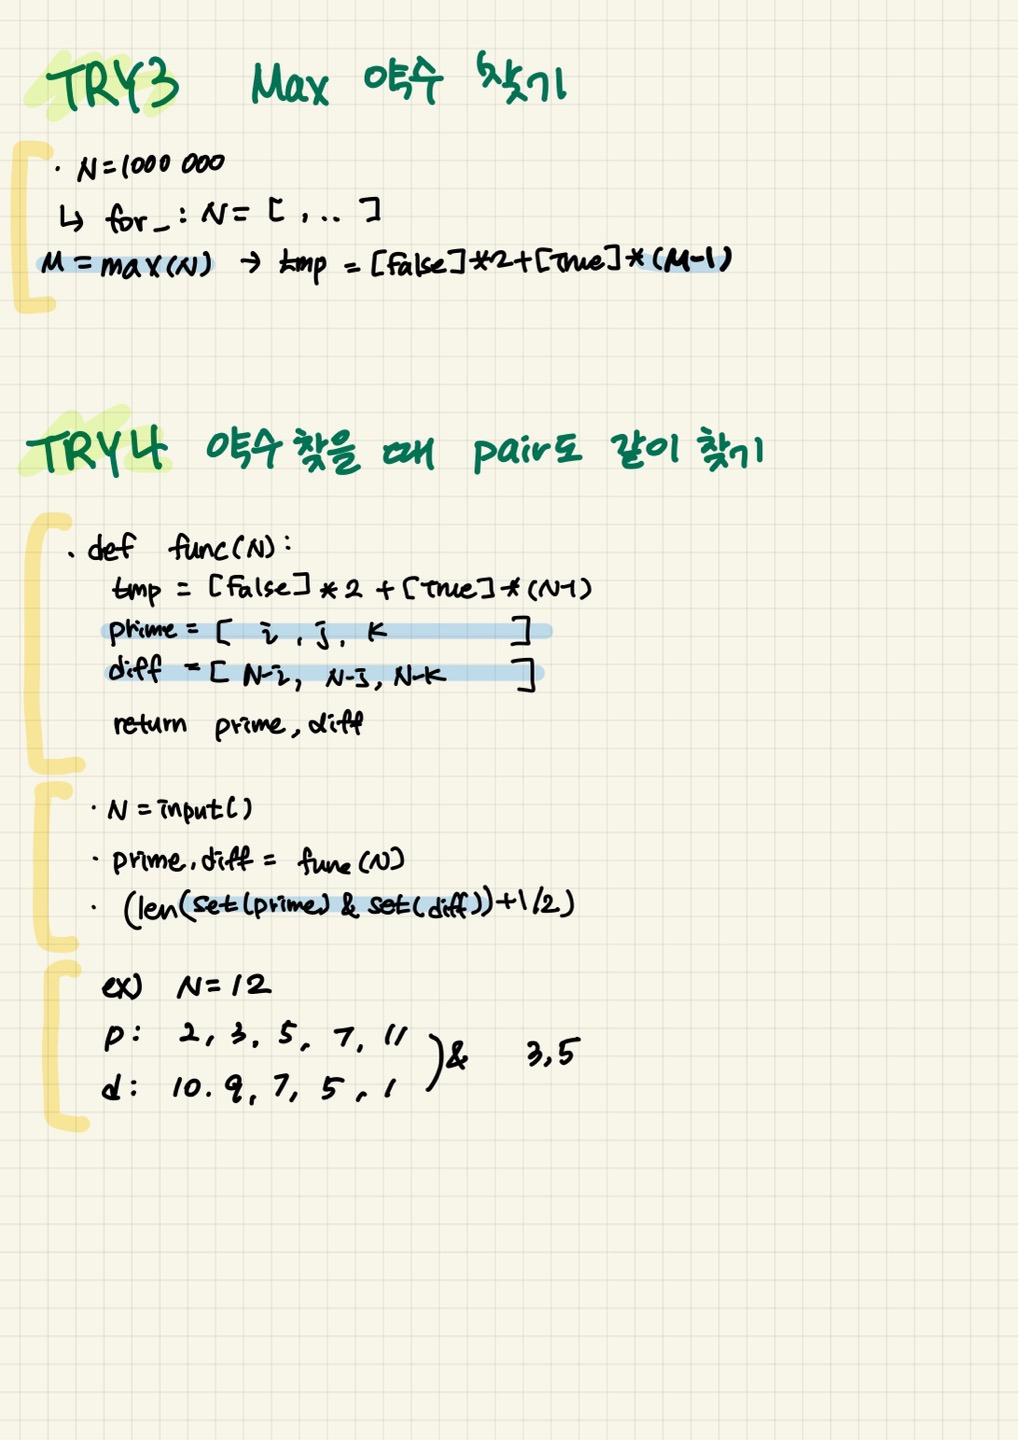 TRY3 Max 약수 찾기
· N=1000 000
↳ for _ : N = [ , .. ]
M = max(N) → tmp = [False]*2+[True]*(M-1)
TRY4 약수 찾을 때 pair도 같이 찾기
· def func(N):
tmp = [False] * 2 + [True]*(N-1)
prime = [ i , j , k ]
diff = [ N-i, N-j, N-k ]
return prime, diff
· N = input()
· prime, diff = func(N)
· (len(set(prime) & set(diff))+1/2)
ex) N=12
p: 2, 3, 5, 7, 11
) & 3,5
d: 10. 9, 7, 5, 1